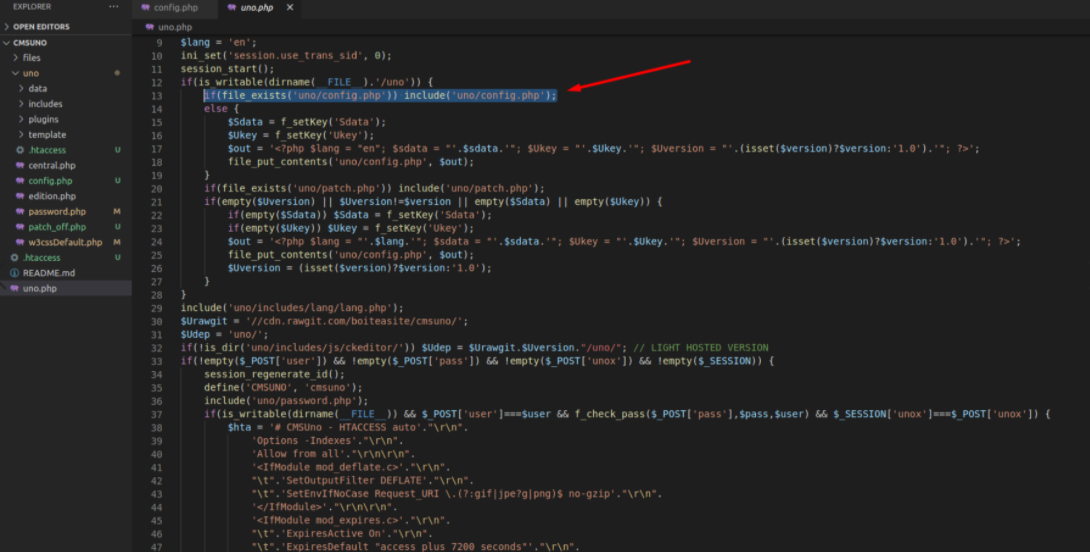 EXPLORER ...
OPEN EDITORS
CMSUNO
files
uno
data
includes
plugins
template
.htaccess U
central.php
config.php U
edition.php
password.php M
patch_off.php U
w3cssDefault.php M
.htaccess U
README.md
uno.php
config.php
uno.php
uno.php
9 $lang = 'en';
10 ini_set('session.use_trans_sid', 0);
11 session_start();
12 if(is_writable(dirname(__FILE__).'/uno')) {
13 if(file_exists('uno/config.php')) include('uno/config.php');
14 else {
15 $Sdata = f_setKey('Sdata');
16 $Ukey = f_setKey('Ukey');
17 $out = '<?php $lang = "en"; $sdata = "'.$sdata.'"; $Ukey = "'.$Ukey.'"; $Uversion = "'.(isset($version)?$version:'1.0').'"; ?>';
18 file_put_contents('uno/config.php', $out);
19 }
20 if(file_exists('uno/patch.php')) include('uno/patch.php');
21 if(empty($Uversion) || $Uversion!=$version || empty($Sdata) || empty($Ukey)) {
22 if(empty($Sdata)) $Sdata = f_setKey('Sdata');
23 if(empty($Ukey)) $Ukey = f_setKey('Ukey');
24 $out = '<?php $lang = "'.$lang.'"; $sdata = "'.$sdata.'"; $Ukey = "'.$Ukey.'"; $Uversion = "'.(isset($version)?$version:'1.0').'"; ?>';
25 file_put_contents('uno/config.php', $out);
26 $Uversion = (isset($version)?$version:'1.0');
27 }
28 }
29 include('uno/includes/lang/lang.php');
30 $Urawgit = '//cdn.rawgit.com/boiteasite/cmsuno/';
31 $Udep = 'uno/';
32 if(!is_dir('uno/includes/js/ckeditor/')) $Udep = $Urawgit.$Uversion."/uno/"; // LIGHT HOSTED VERSION
33 if(!empty($_POST['user']) && !empty($_POST['pass']) && !empty($_POST['unox']) && !empty($_SESSION)) {
34 session_regenerate_id();
35 define('CMSUNO', 'cmsuno');
36 include('uno/password.php');
37 if(is_writable(dirname(__FILE__)) && $_POST['user']===$user && f_check_pass($_POST['pass'],$pass,$user) && $_SESSION['unox']===$_POST['unox']) {
38 $hta = '# CMSUno - HTACCESS auto'."\r\n".
39 'Options -Indexes'."\r\n".
40 'Allow from all'."\r\n\r\n".
41 '<IfModule mod_deflate.c>'."\r\n".
42 "\t".'SetOutputFilter DEFLATE'."\r\n".
43 "\t".'SetEnvIfNoCase Request_URI \.(?:gif|jpe?g|png)$ no-gzip'."\r\n".
44 '</IfModule>'."\r\n\r\n".
45 '<IfModule mod_expires.c>'."\r\n".
46 "\t".'ExpiresActive On'."\r\n".
47 "\t".'ExpiresDefault "access plus 7200 seconds"'."\r\n".